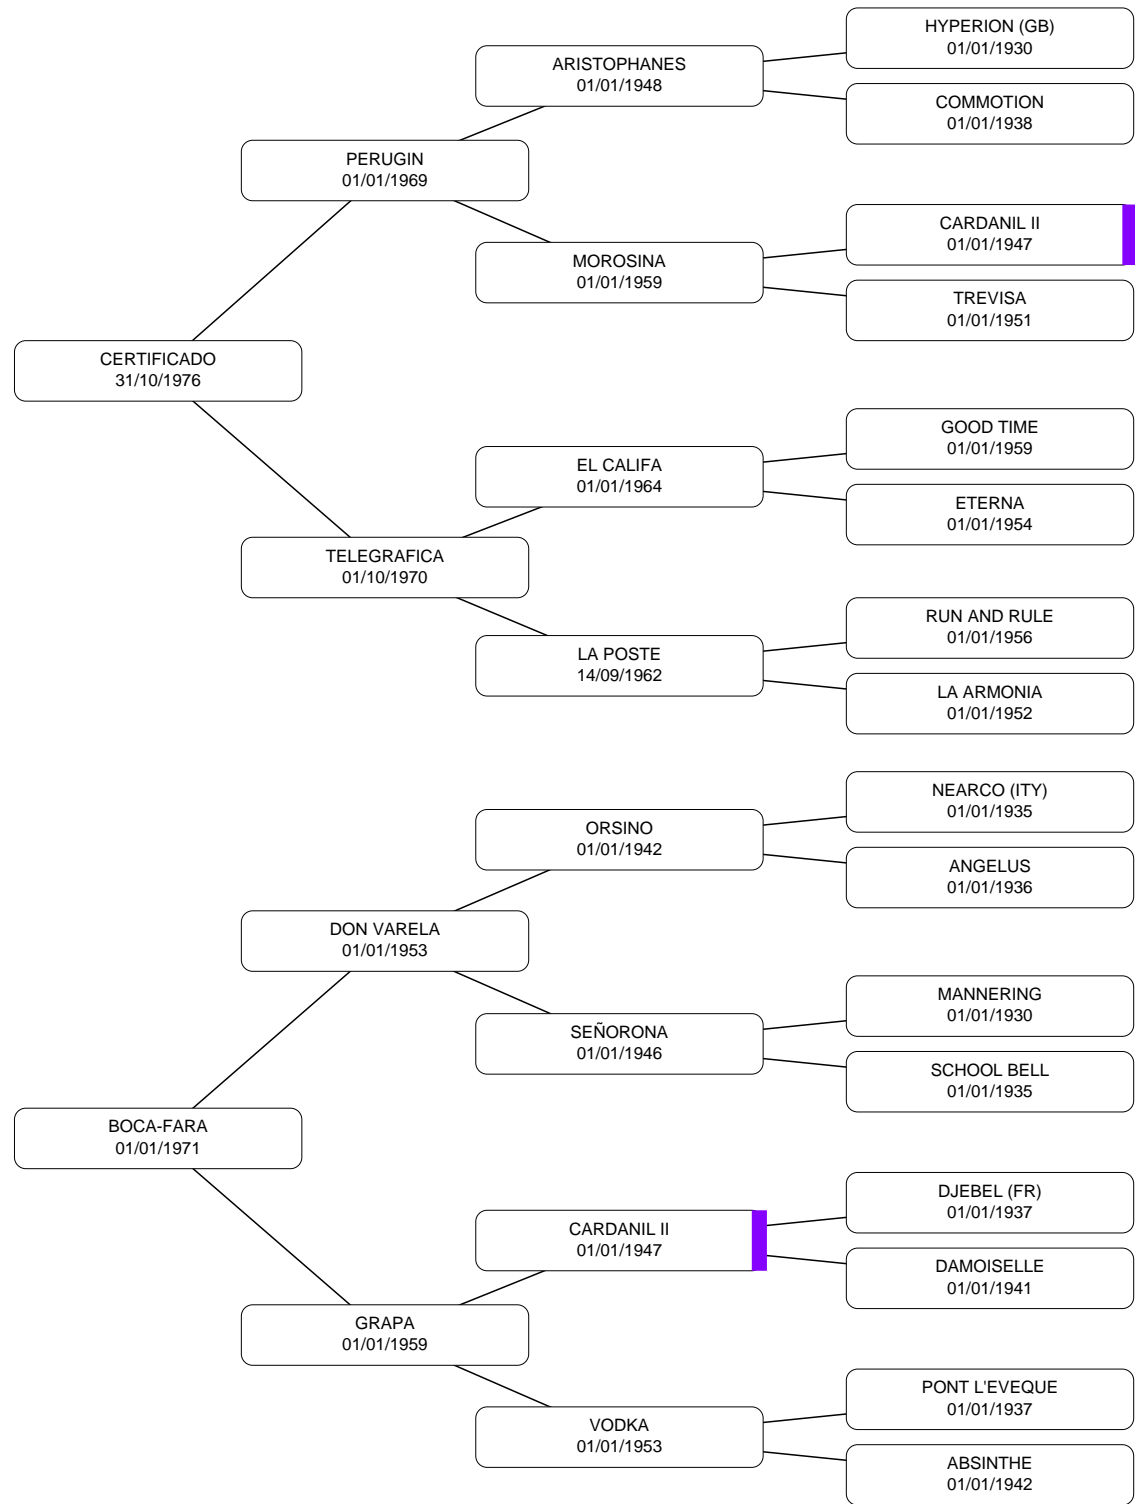 HYPERION (GB)
01/01/1930
ARISTOPHANES
01/01/1948
COMMOTION
01/01/1938
PERUGIN
01/01/1969
CARDANIL II
01/01/1947
MOROSINA
01/01/1959
TREVISA
01/01/1951
CERTIFICADO
31/10/1976
GOOD TIME
01/01/1959
EL CALIFA
01/01/1964
ETERNA
01/01/1954
TELEGRAFICA
01/10/1970
RUN AND RULE
01/01/1956
LA POSTE
14/09/1962
LA ARMONIA
01/01/1952
NEARCO (ITY)
01/01/1935
ORSINO
01/01/1942
ANGELUS
01/01/1936
DON VARELA
01/01/1953
MANNERING
01/01/1930
SEÑORONA
01/01/1946
SCHOOL BELL
01/01/1935
BOCA-FARA
01/01/1971
DJEBEL (FR)
01/01/1937
CARDANIL II
01/01/1947
DAMOISELLE
01/01/1941
GRAPA
01/01/1959
PONT L'EVEQUE
01/01/1937
VODKA
01/01/1953
ABSINTHE
01/01/1942